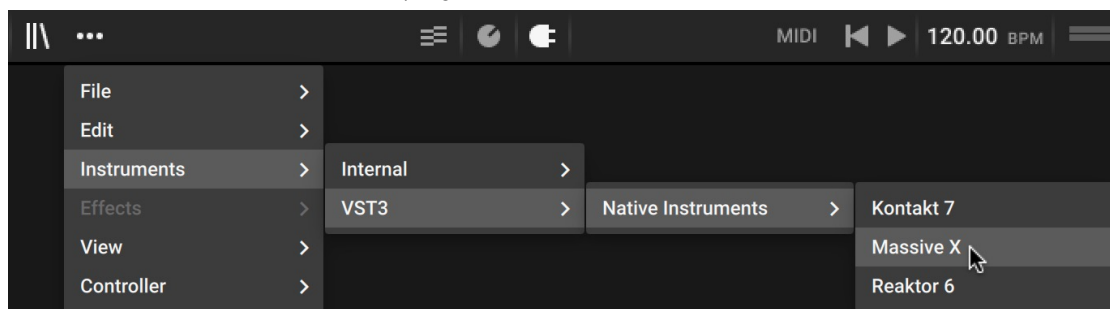 MIDI 120.00 BPM
File
Edit
Instruments
Internal
Effects
VST3
Native Instruments
Kontakt 7
View
Massive X
Controller
Reaktor 6